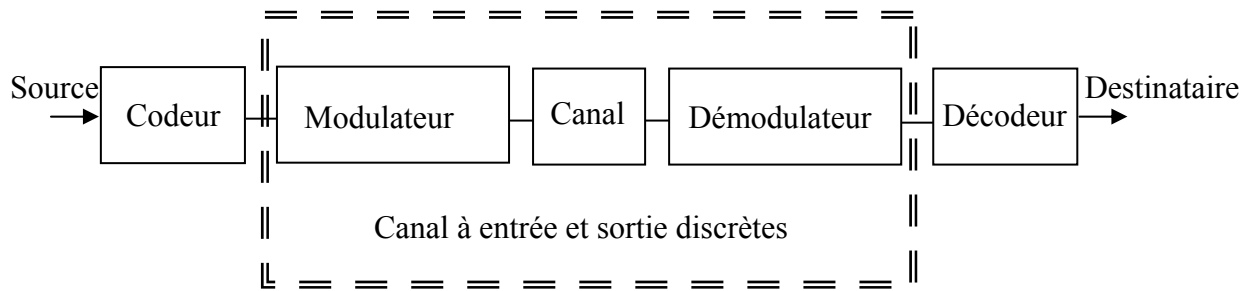 Source
Codeur
Modulateur
Canal
Démodulateur
Décodeur
Destinataire
Canal à entrée et sortie discrètes